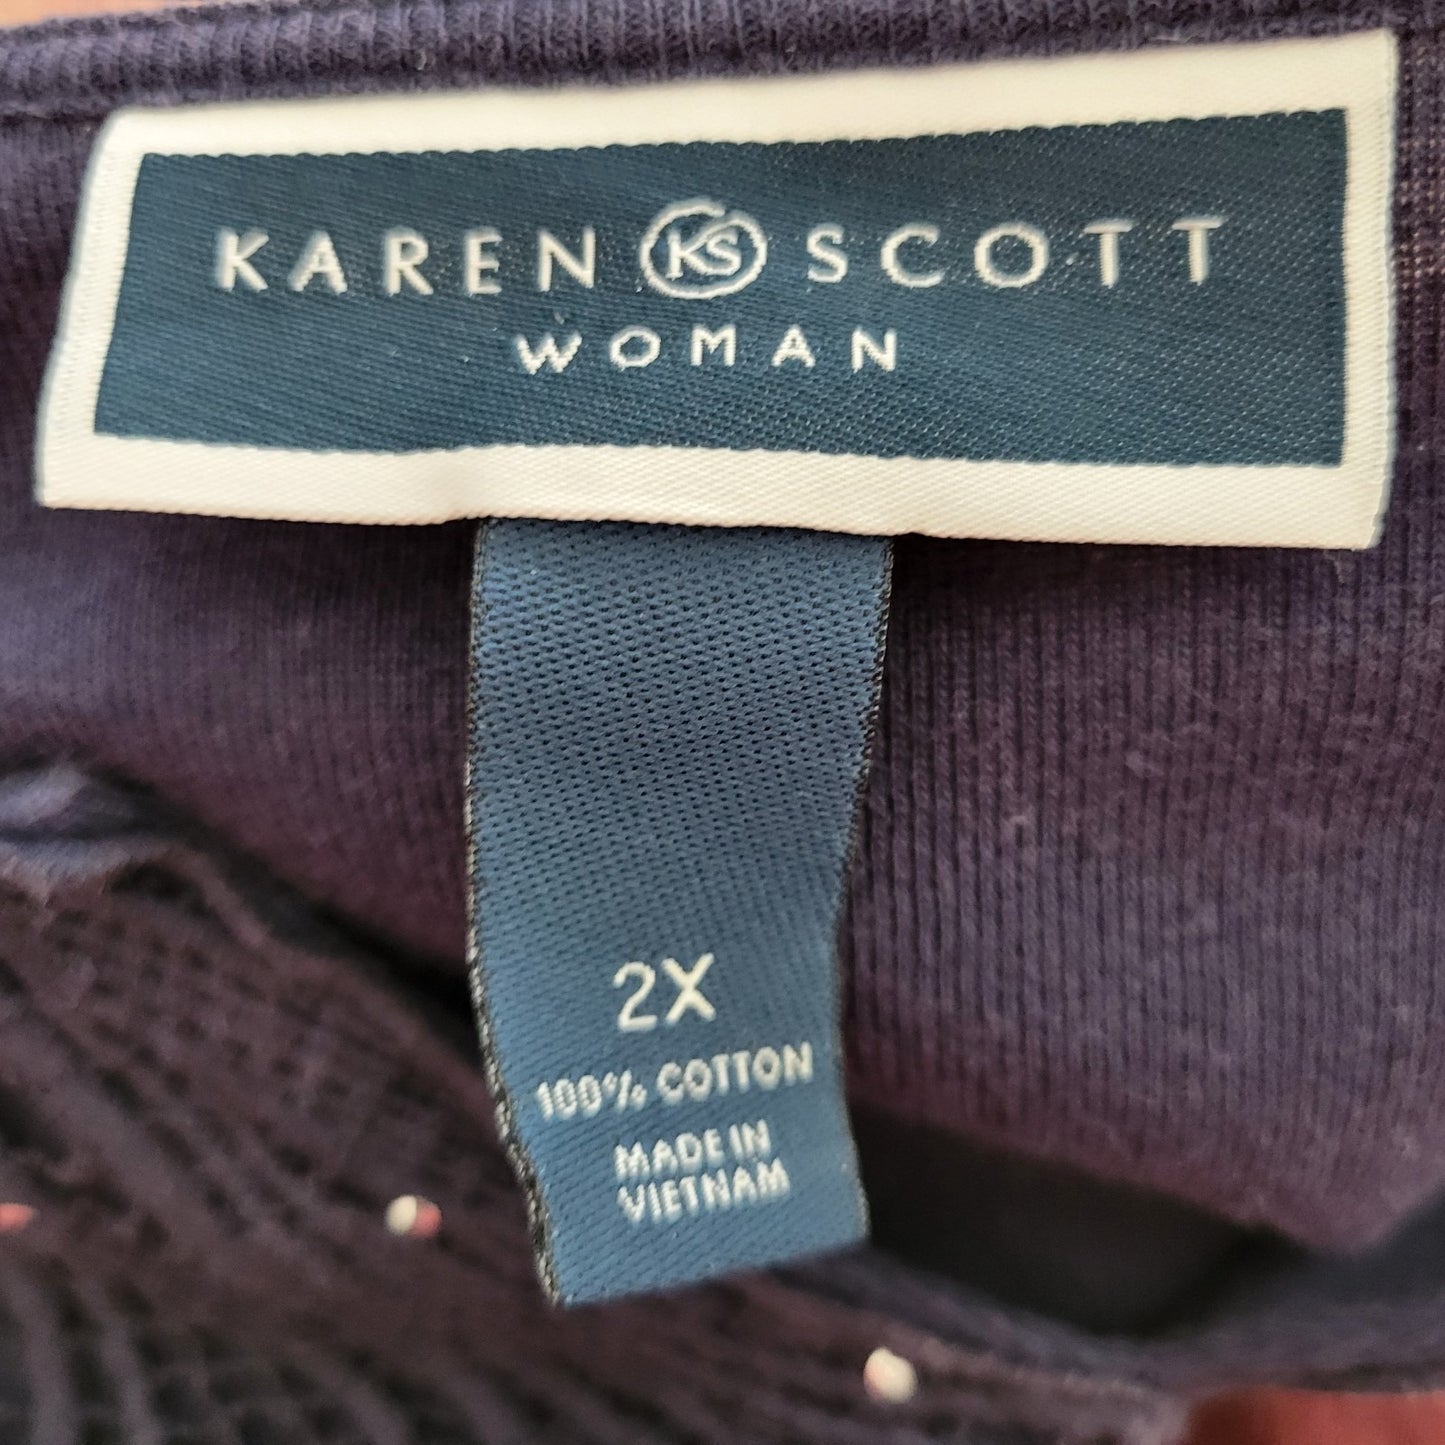 KAREN KS SCOTT
WOMAN
2X
100% COTTON
MADE IN
VIETNAM